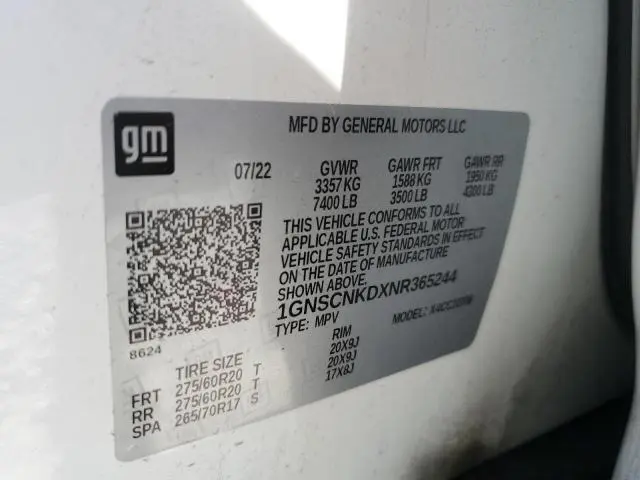 gm
MFD BY GENERAL MOTORS LLC
07/22 GVWR GAWR FRT GAWR RR
3357 KG 1588 KG 1950 KG
7400 LB 3500 LB 4300 LB
THIS VEHICLE CONFORMS TO ALL
APPLICABLE U.S. FEDERAL MOTOR
VEHICLE SAFETY STANDARDS IN EFFECT
ON THE DATE OF MANUFACTURE
SHOWN ABOVE.
1GNSCNKDXNR365244
TYPE: MPV MODEL:
8624
TIRE SIZE RIM
FRT 275/60R20 T 20X9J
RR 275/60R20 T 20X9J
SPA 265/70R17 S 17X8J